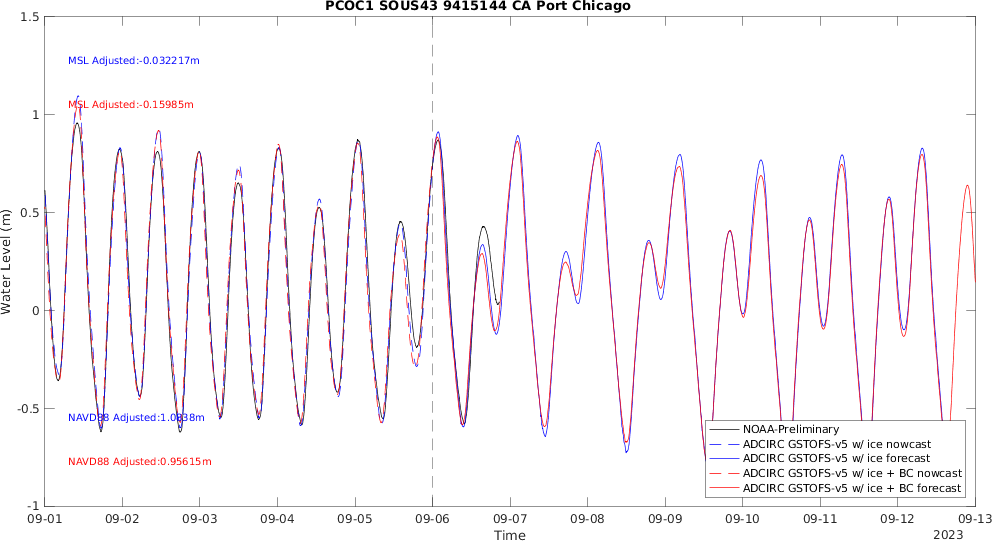 PCOC1 SOUS43 9415144 CA Port Chicago
1.5
1
0.5
0
-0.5
-1
Water Level (m)
MSL Adjusted:-0.032217m
MSL Adjusted:-0.15985m
NAVD88 Adjusted:1.0838m
NAVD88 Adjusted:0.95615m
NOAA-Preliminary
ADCIRC GSTOFS-v5 w/ ice nowcast
ADCIRC GSTOFS-v5 w/ ice forecast
ADCIRC GSTOFS-v5 w/ ice + BC nowcast
ADCIRC GSTOFS-v5 w/ ice + BC forecast
09-01 09-02 09-03 09-04 09-05 09-06 09-07 09-08 09-09 09-10 09-11 09-12 09-13
Time
2023